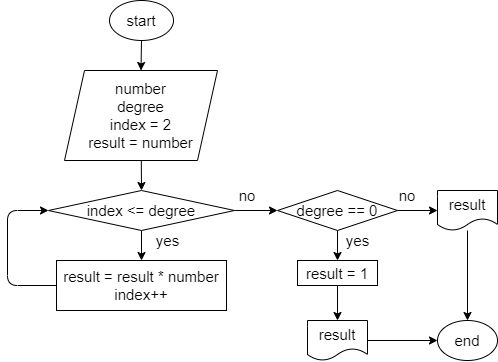 start
number
degree
index = 2
result = number
index <= degree
no
degree == 0
no
result
yes
yes
result = result * number
index++
result = 1
result
end